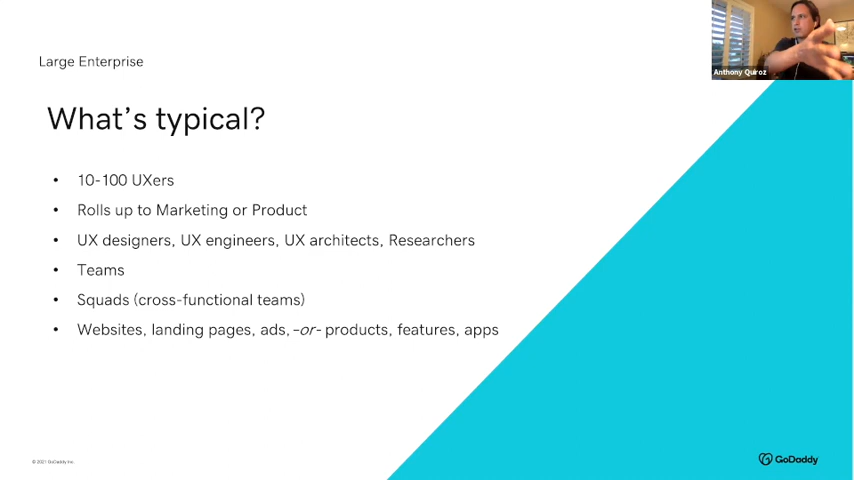 Anthony Quiroz
Large Enterprise
What's typical?
• 10-100 UXers
• Rolls up to Marketing or Product
• UX designers, UX engineers, UX architects, Researchers
• Teams
• Squads (cross-functional teams)
• Websites, landing pages, ads, –or- products, features, apps
© 2021 GoDaddy Inc.
GoDaddy